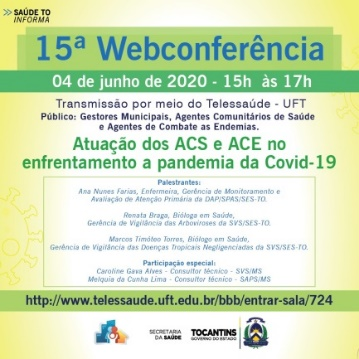 >> SAÚDE TO
INFORMA
15ª Webconferência
04 de junho de 2020 - 15h às 17h
Transmissão por meio do Telessaúde - UFT
Público: Gestores Municipais, Agentes Comunitários de Saúde
e Agentes de Combate as Endemias.
Atuação dos ACS e ACE no
enfrentamento a pandemia da Covid-19
Palestrantes:
Ana Nunes Farias, Enfermeira, Gerência de Monitoramento e
Avaliação de Atenção Primária da DAP/SPAS/SES-TO.
Renata Braga, Bióloga em Saúde,
Gerência de Vigilância das Arboviroses da SVS/SES-TO.
Marcos Timóteo Torres, Biólogo em Saúde,
Gerência de Vigilância das Doenças Tropicais Negligenciadas da SVS/SES-TO.
Participação especial:
Caroline Gava Alves - Consultor técnico - SVS/MS
Melquia da Cunha Lima - Consultor técnico - SAPS/MS
http://www.telessaude.uft.edu.br/bbb/entrar-sala/724
SECRETARIA
DA SAÚDE
TOCANTINS
GOVERNO DO ESTADO